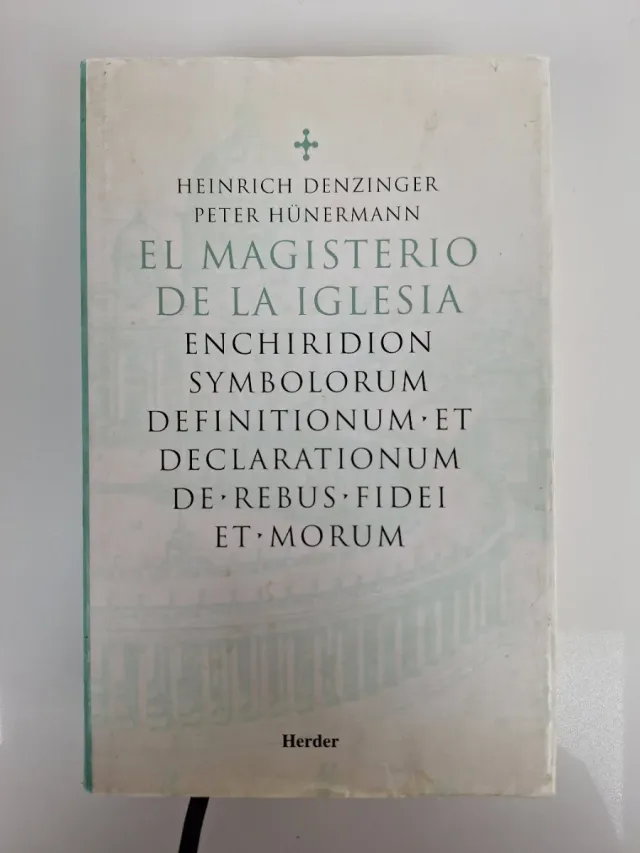 HEINRICH DENZINGER
PETER HÜNERMANN
EL MAGISTERIO
DE LA IGLESIA
ENCHIRIDION
SYMBOLORUM
DEFINITIONUM·ET
DECLARATIONUM
DE·REBUS·FIDEI
ET·MORUM
Herder